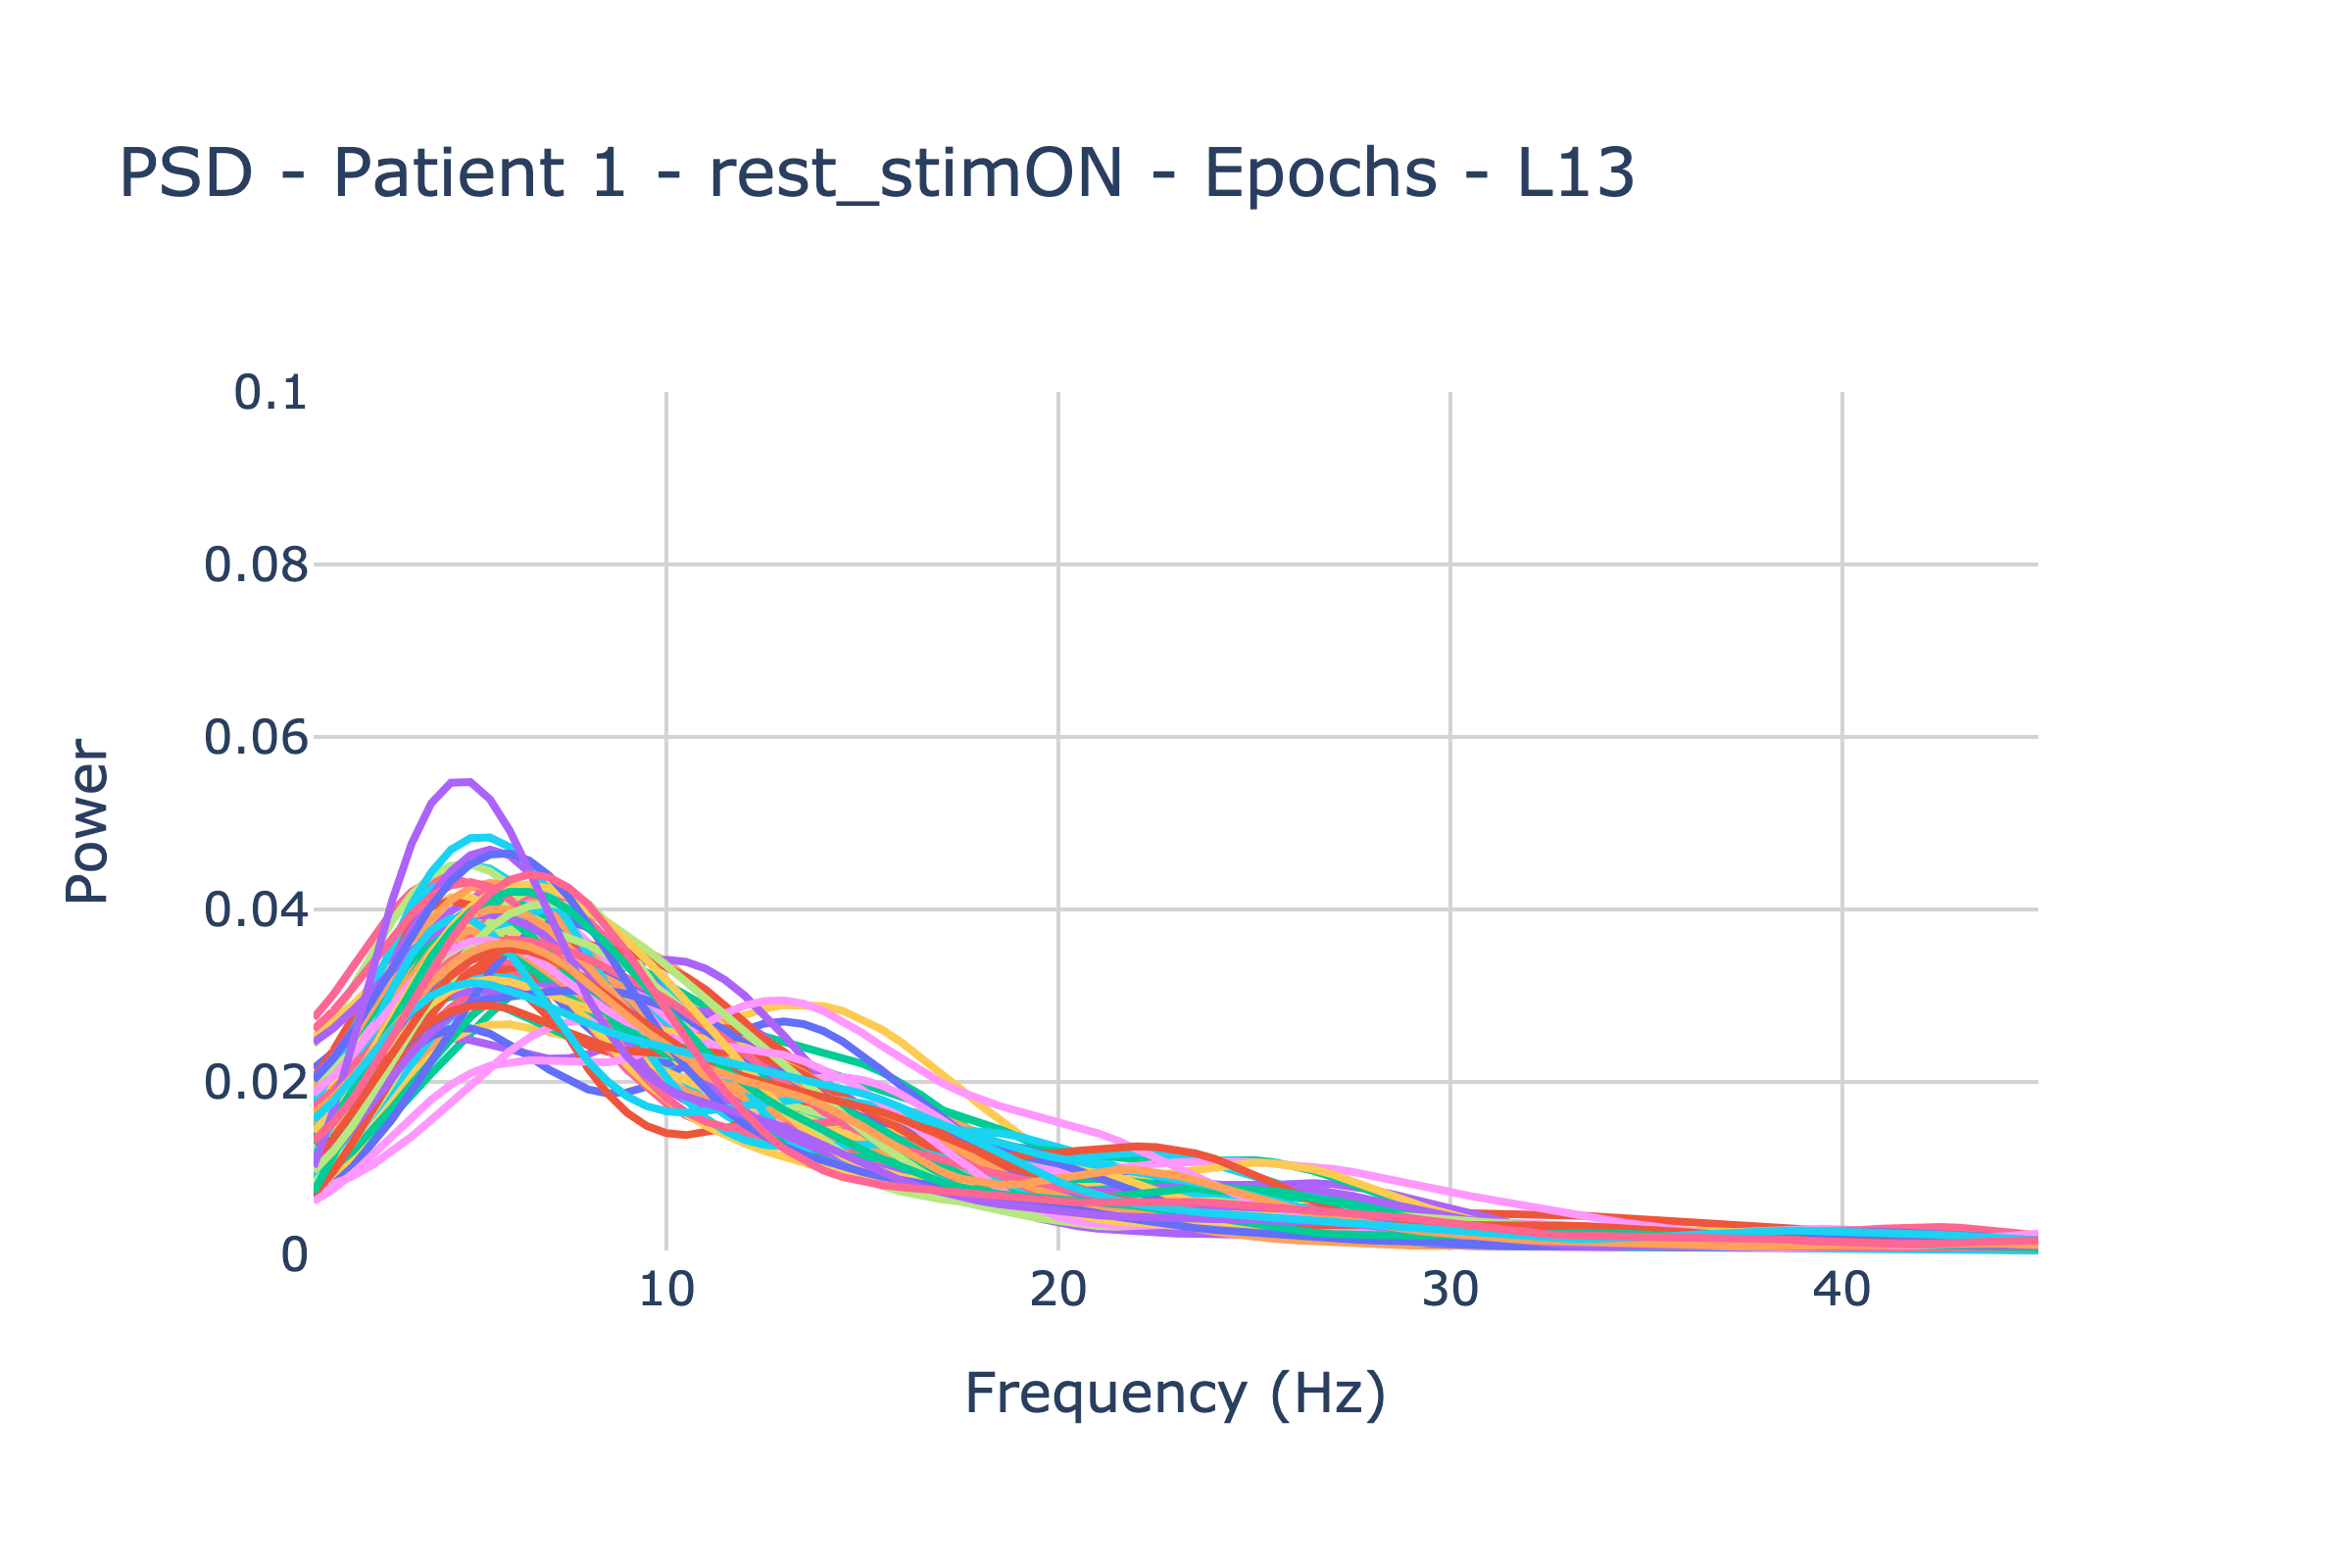 PSD - Patient 1 - rest_stimON - Epochs - L13
0.1
0.08
0.06
0.04
0.02
0
Power
10 20 30 40
Frequency (Hz)